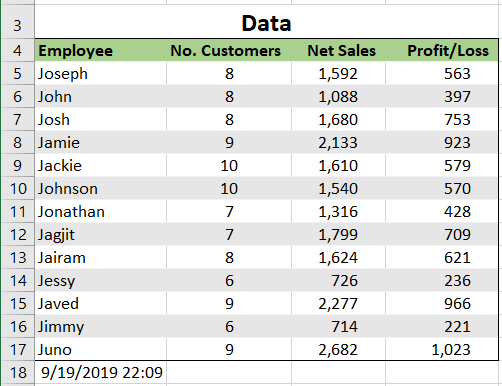 3 Data
4 Employee No. Customers Net Sales Profit/Loss
5 Joseph 8 1,592 563
6 John 8 1,088 397
7 Josh 8 1,680 753
8 Jamie 9 2,133 923
9 Jackie 10 1,610 579
10 Johnson 10 1,540 570
11 Jonathan 7 1,316 428
12 Jagjit 7 1,799 709
13 Jairam 8 1,624 621
14 Jessy 6 726 236
15 Javed 9 2,277 966
16 Jimmy 6 714 221
17 Juno 9 2,682 1,023
18 9/19/2019 22:09